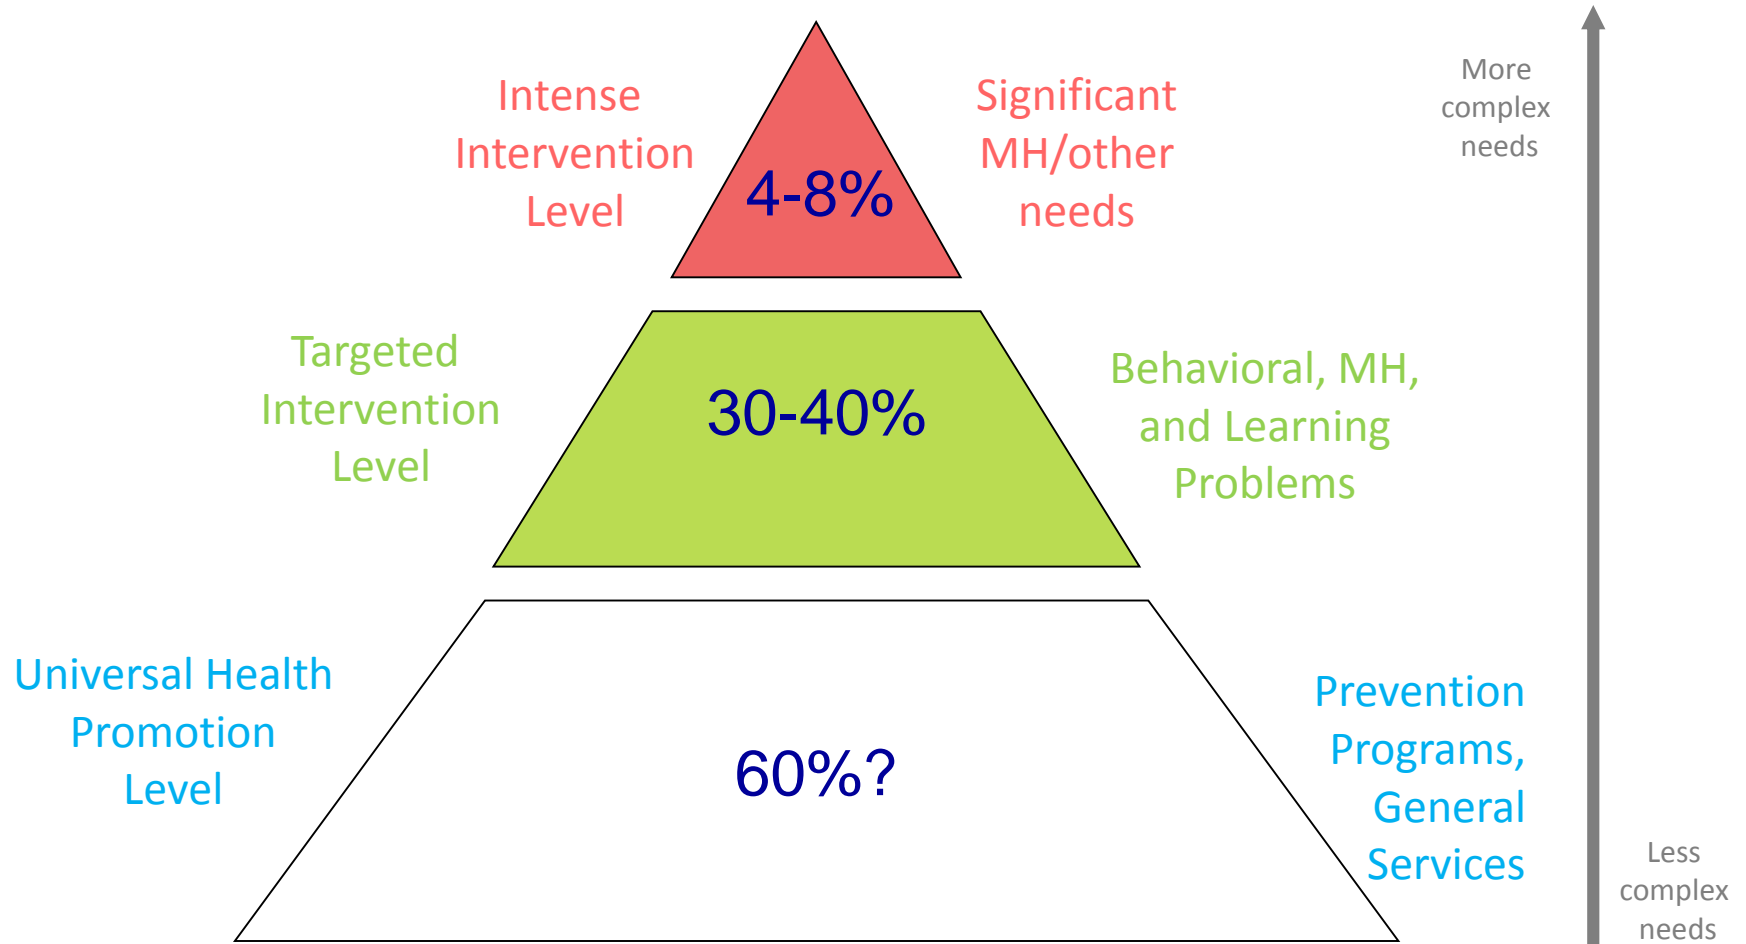 Intense
Intervention
Level
4-8%
Significant
MH/other
needs
More
complex
needs
Targeted
Intervention
Level
30-40%
Behavioral, MH,
and Learning
Problems
Universal Health
Promotion
Level
60%?
Prevention
Programs,
General
Services
Less
complex
needs